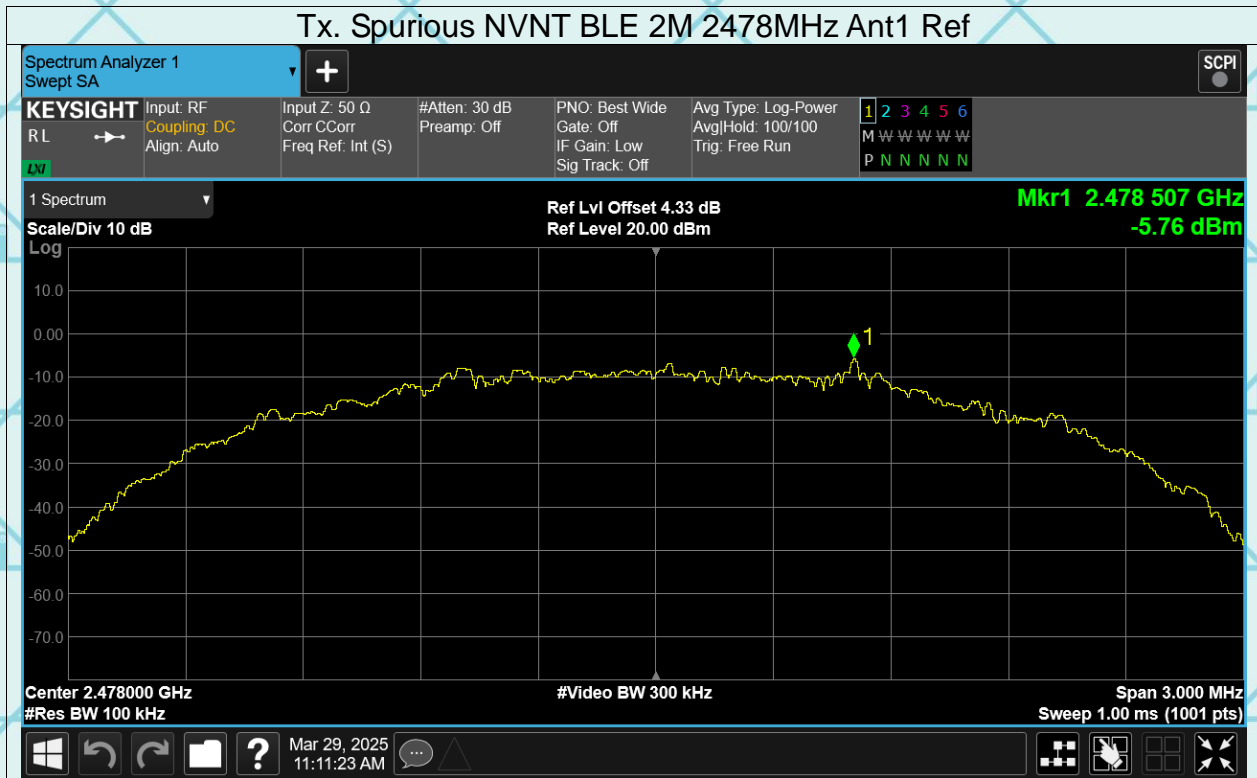 Tx. Spurious NVNT BLE 2M 2478MHz Ant1 Ref
Spectrum Analyzer 1
Swept SA
SCPI
KEYSIGHT
R L
LXI
Input: RF
Coupling: DC
Align: Auto
Input Z: 50 Ω
Corr CCorr
Freq Ref: Int (S)
#Atten: 30 dB
Preamp: Off
PNO: Best Wide
Gate: Off
IF Gain: Low
Sig Track: Off
Avg Type: Log-Power
Avg|Hold: 100/100
Trig: Free Run
1 2 3 4 5 6
M W W W W W
P N N N N N
1 Spectrum
Scale/Div 10 dB
Log
Ref Lvl Offset 4.33 dB
Ref Level 20.00 dBm
Mkr1 2.478 507 GHz
-5.76 dBm
10.0
0.00
-10.0
-20.0
-30.0
-40.0
-50.0
-60.0
-70.0
1
Center 2.478000 GHz
#Res BW 100 kHz
#Video BW 300 kHz
Span 3.000 MHz
Sweep 1.00 ms (1001 pts)
?
Mar 29, 2025
11:11:23 AM